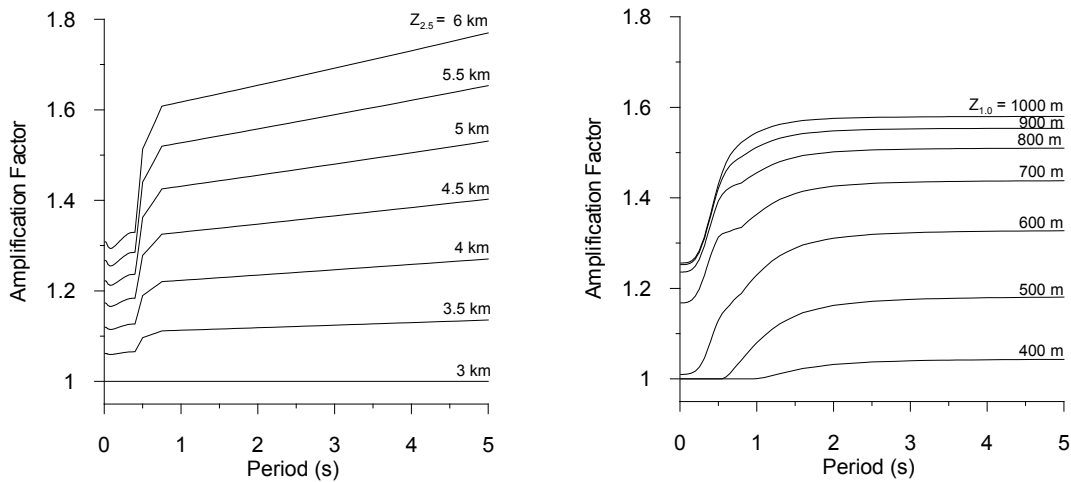 1.8
1.6
1.4
1.2
1
Amplification Factor
Z2.5 = 6 km
5.5 km
5 km
4.5 km
4 km
3.5 km
3 km
0 1 2 3 4 5
Period (s)
1.8
1.6
1.4
1.2
1
Amplification Factor
Z1.0 = 1000 m
900 m
800 m
700 m
600 m
500 m
400 m
0 1 2 3 4 5
Period (s)